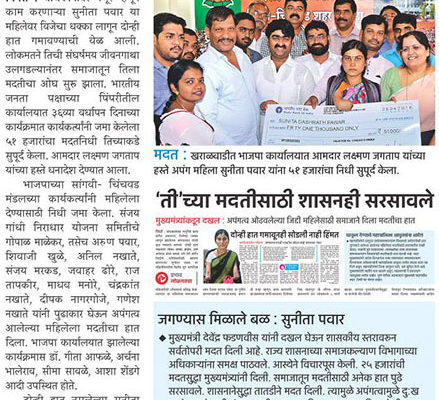 काम करणाऱ्या सुनीता पवार या
महिलेवर विजेचा धक्का लागून दोन्ही
हात गमावण्याची वेळ आली.
लोकमतने तिची संघर्षमय जीवनगाथा
उलगडल्यानंतर समाजातून तिला
मदतीचा ओघ सुरू झाला. भारतीय
जनता पक्षाच्या पिंपरीतील
कार्यालयात ३६व्या वर्धापन दिनाच्या
कार्यक्रमात कार्यकर्त्यांनी जमा केलेला
५१ हजारांचा मदतनिधी तिच्याकडे
सुपूर्द केला. आमदार लक्ष्मण जगताप
यांच्या हस्ते धनादेश देण्यात आला.
भाजपाच्या सांगवी- चिंचवड
मंडलच्या कार्यकर्त्यांनी महिलेला
देण्यासाठी निधी जमा केला. संजय
गांधी निराधार योजना समितीचे
गोपाळ माळेकर, तसेच अरुण पवार,
शिवाजी खुळे, अनिल नखाते,
संजय मरकड, जवाहर ढोरे, राज
तापकीर, माधव मनोरे, चंद्रकांत
नखाते, दीपक नागरगोजे, गणेश
नखाते यांनी पुढाकार घेऊन अपंगत्व
आलेल्या महिलेला मदतीचा हात
दिला. भाजपा कार्यालयात झालेल्या
कार्यक्रमास डॉ. गीता आफळे, अर्चना
भालेराव, सीमा सावळे, आशा शेंडगे
आदी उपस्थित होते.
SUNITA DASHRATH PAWAR
FIFTY ONE THOUSAND ONLY
51000
मदत : खराळवाडीत भाजपा कार्यालयात आमदार लक्ष्मण जगताप यांच्या
हस्ते अपंग महिला सुनीता पवार यांना ५१ हजारांचा निधी सुपूर्द केला.
'ती'च्या मदतीसाठी शासनही सरसावले
मुख्यमंत्र्यांकडून दखल : अपंगत्व ओढवलेल्या जिद्दी महिलेसाठी समाजाने दिला मदतीचा हात
दोन्ही हात गमावूनही सोडली नाही हिंमत
जगण्यास मिळाले बळ : सुनीता पवार
◆ मुख्यमंत्री देवेंद्र फडणवीस यांनी दखल घेऊन शासकीय स्तरावरून
सर्वतोपरी मदत दिली आहे. राज्य शासनाच्या समाजकल्याण विभागाच्या
अधिकाऱ्यांना समक्ष पाठवले. आस्थेने विचारपूस केली. २५ हजारांची
मदतसुद्धा मुख्यमंत्र्यांनी दिली. समाजातूनही मदतीसाठी अनेक हात पुढे
सरसावले. शासनानेसुद्धा तातडीने मदत दिली. त्यामुळे अपंगत्वामुळे दुःख